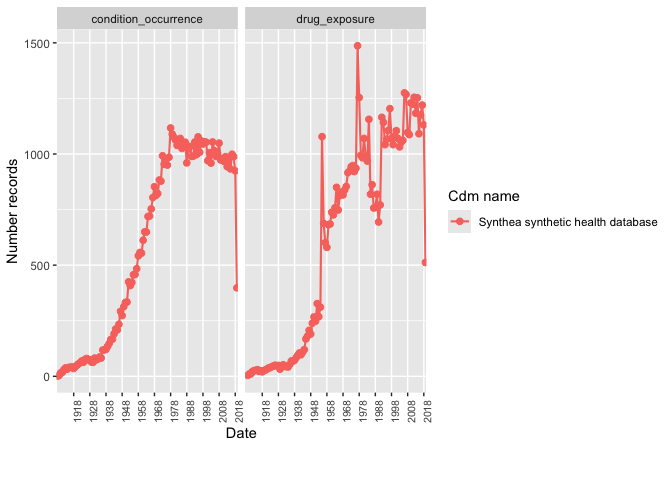 condition_occurrence drug_exposure
1500
1000
500
0
Number records
1918 1928 1938 1948 1958 1968 1978 1988 1998 2008 2018 1918 1928 1938 1948 1958 1968 1978 1988 1998 2008 2018
Date
Cdm name
Synthea synthetic health database